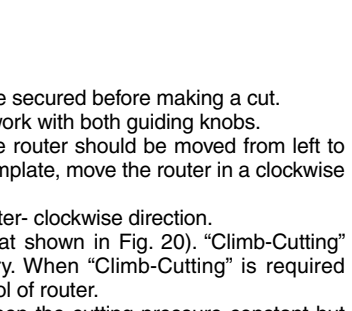 e secured before making a cut.
ork with both guiding knobs.
e router should be moved from left to
mplate, move the router in a clockwise
ter- clockwise direction.
at shown in Fig. 20). “Climb-Cutting”
ry. When “Climb-Cutting” is required
ol of router.
the cutting pressure constant but